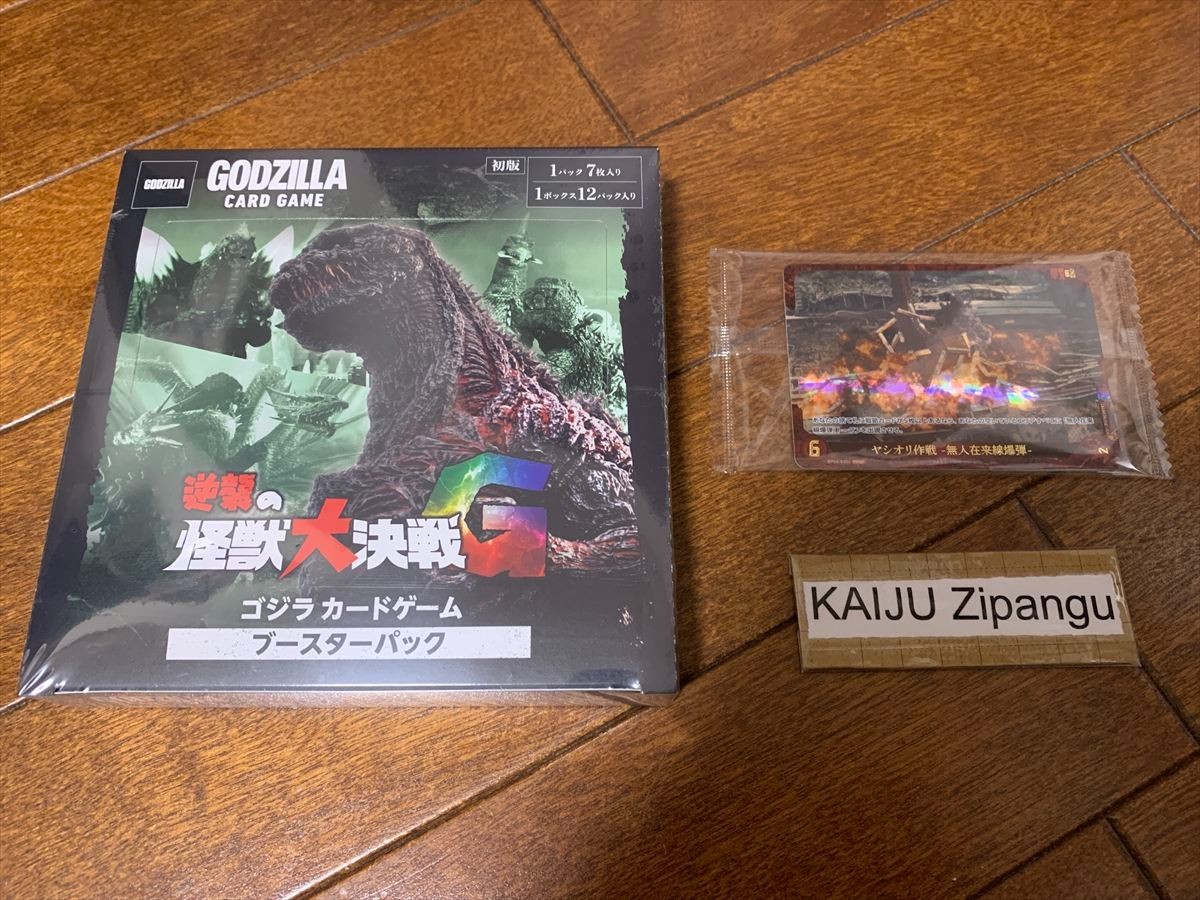 GODZILLA
GODZILLA
CARD GAME
初版
1パック 7枚入り
1ボックス12パック入り
逆襲の
怪獣大決戦G
ゴジラ カードゲーム
ブースターパック
6
ヤシオリ作戦 -無人在来線爆弾-
2
KAIJU Zipangu